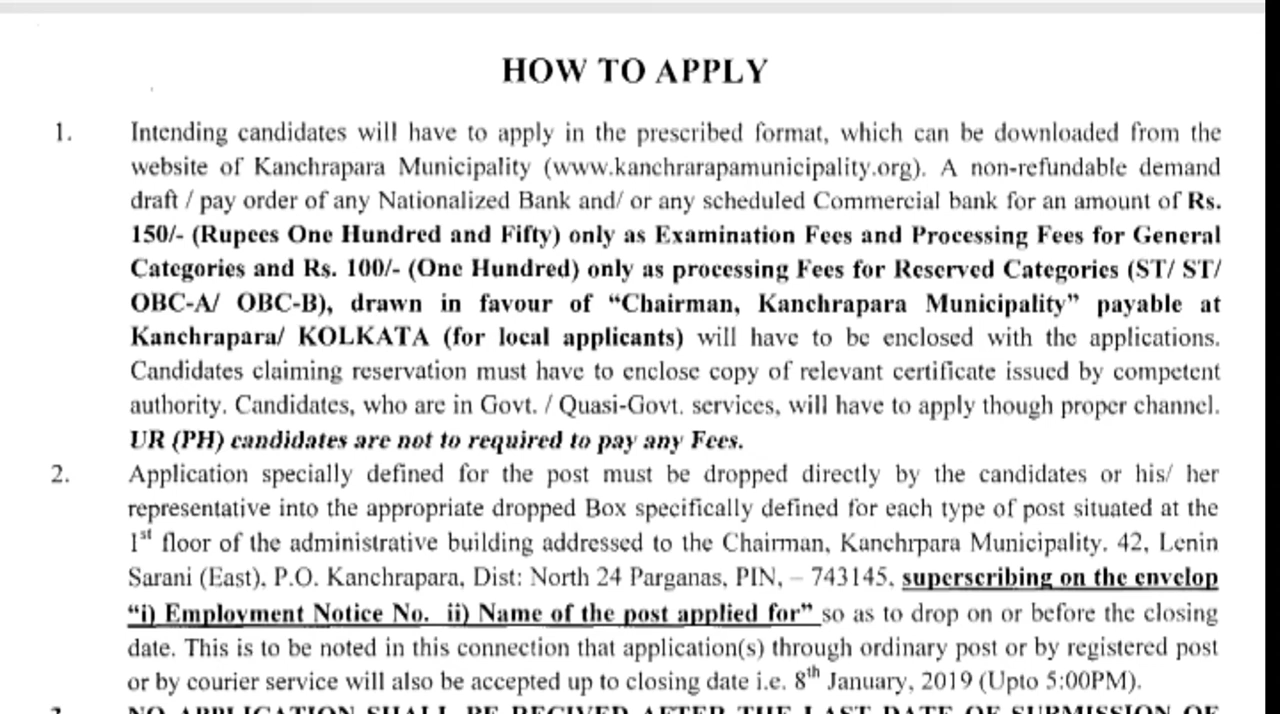 HOW TO APPLY
1. Intending candidates will have to apply in the prescribed format, which can be downloaded from the
website of Kanchrapara Municipality (www.kanchrarapamunicipality.org). A non-refundable demand
draft / pay order of any Nationalized Bank and/ or any scheduled Commercial bank for an amount of Rs.
150/- (Rupees One Hundred and Fifty) only as Examination Fees and Processing Fees for General
Categories and Rs. 100/- (One Hundred) only as processing Fees for Reserved Categories (ST/ ST/
OBC-A/ OBC-B), drawn in favour of “Chairman, Kanchrapara Municipality” payable at
Kanchrapara/ KOLKATA (for local applicants) will have to be enclosed with the applications.
Candidates claiming reservation must have to enclose copy of relevant certificate issued by competent
authority. Candidates, who are in Govt. / Quasi-Govt. services, will have to apply though proper channel.
UR (PH) candidates are not to required to pay any Fees.
2. Application specially defined for the post must be dropped directly by the candidates or his/ her
representative into the appropriate dropped Box specifically defined for each type of post situated at the
1st floor of the administrative building addressed to the Chairman, Kanchrpara Municipality. 42, Lenin
Sarani (East), P.O. Kanchrapara, Dist: North 24 Parganas, PIN, – 743145, superscribing on the envelop
“i) Employment Notice No. ii) Name of the post applied for” so as to drop on or before the closing
date. This is to be noted in this connection that application(s) through ordinary post or by registered post
or by courier service will also be accepted up to closing date i.e. 8th January, 2019 (Upto 5:00PM).
NO APPLICATION SHALL BE RECIVED AFTER THE LAST DATE OF SUBMISSION OF